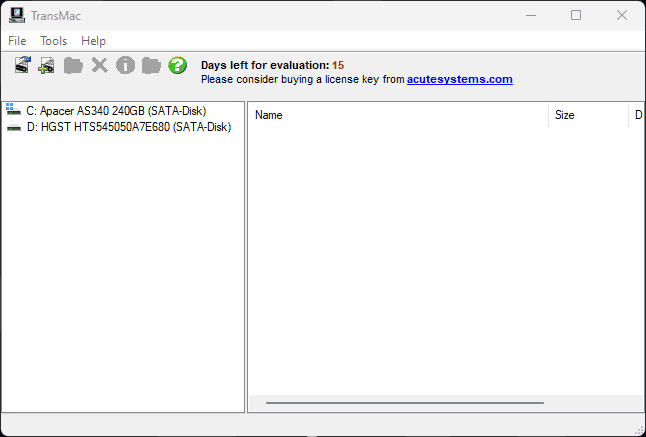 TransMac
File Tools Help
Days left for evaluation: 15
Please consider buying a license key from acutesystems.com
C: Apacer AS340 240GB (SATA-Disk)
D: HGST HTS545050A7E680 (SATA-Disk)
Name Size D